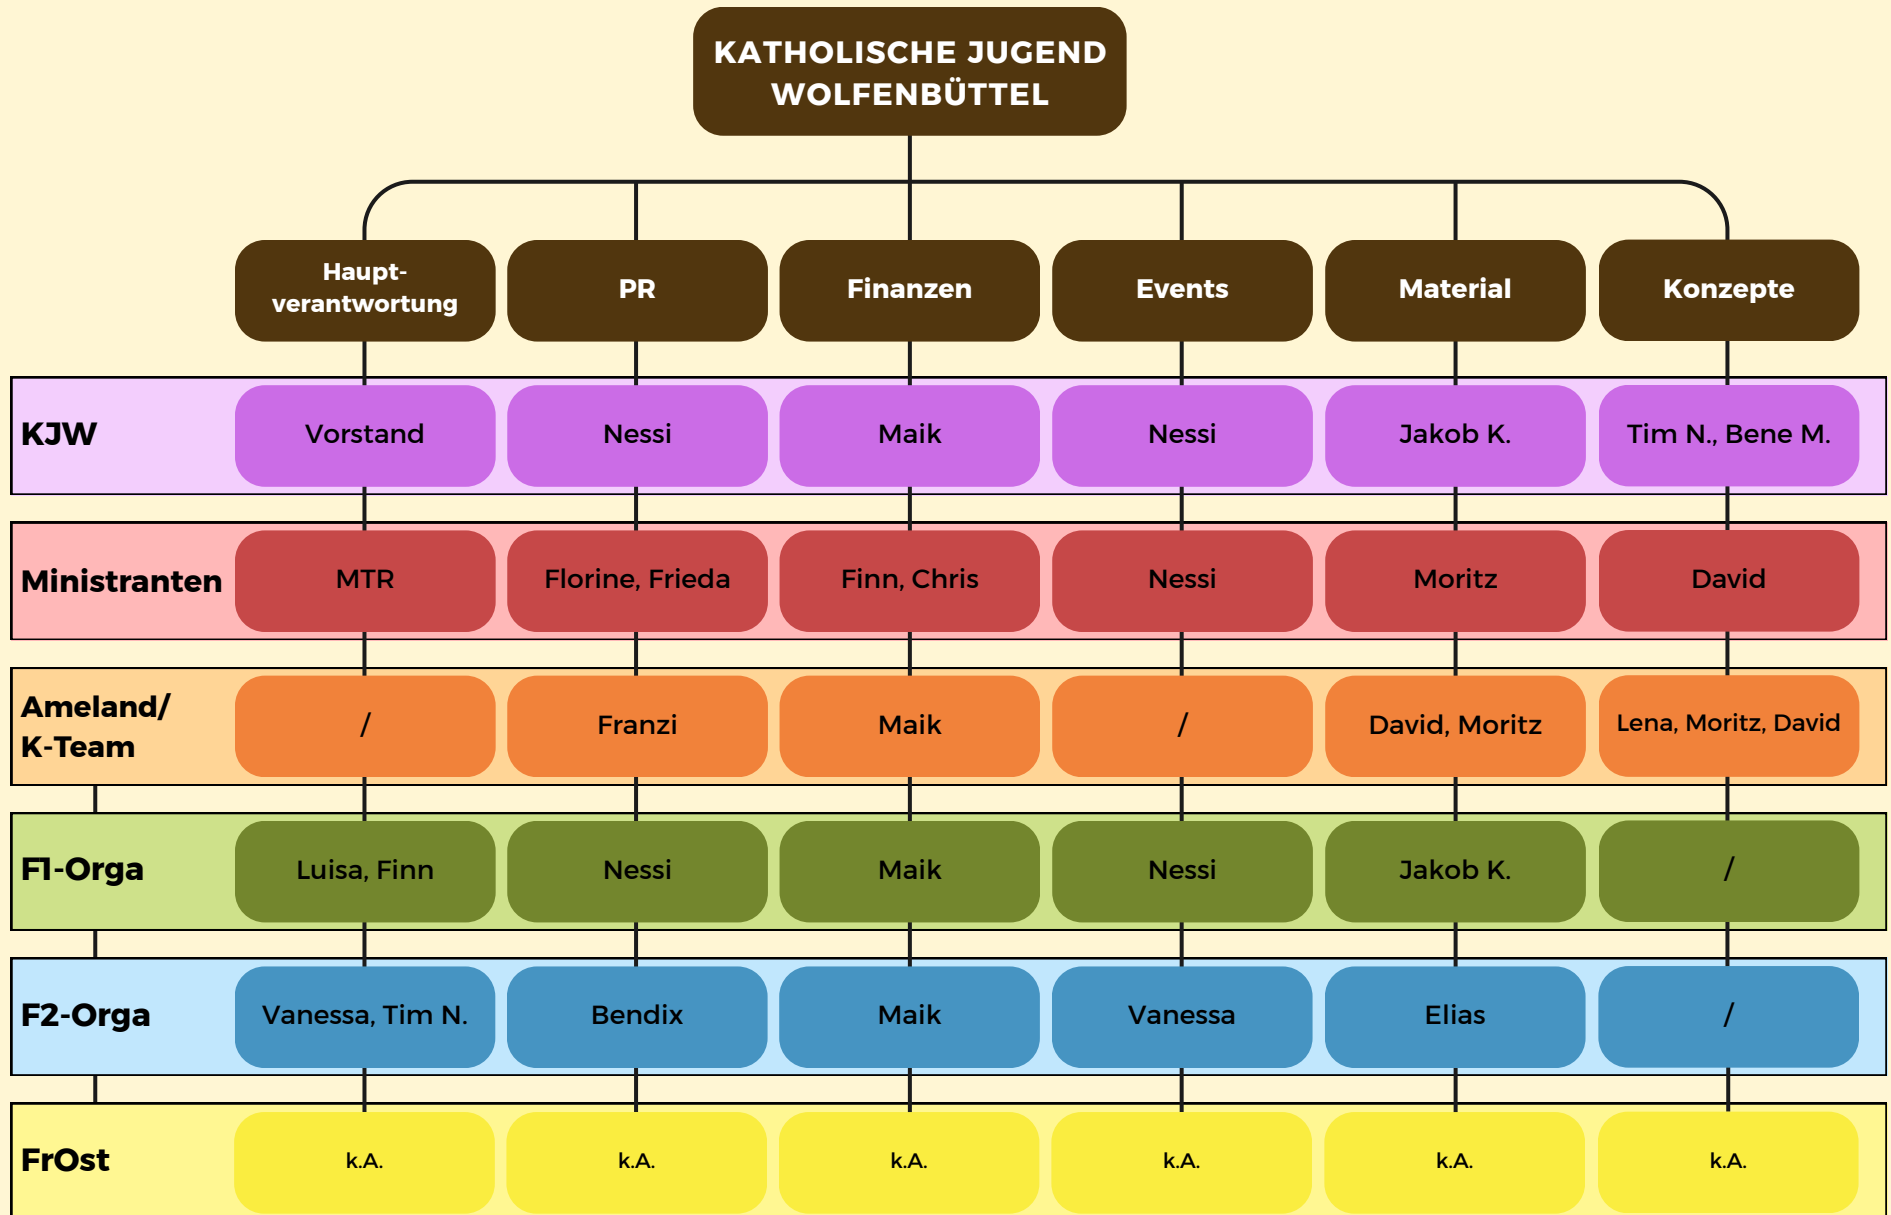 KATHOLISCHE JUGEND
WOLFENBÜTTEL
Haupt-
verantwortung
PR
Finanzen
Events
Material
Konzepte
KJW
Vorstand
Nessi
Maik
Nessi
Jakob K.
Tim N., Bene M.
Ministranten
MTR
Florine, Frieda
Finn, Chris
Nessi
Moritz
David
Ameland/
K-Team
/
Franzi
Maik
/
David, Moritz
Lena, Moritz, David
F1-Orga
Luisa, Finn
Nessi
Maik
Nessi
Jakob K.
/
F2-Orga
Vanessa, Tim N.
Bendix
Maik
Vanessa
Elias
/
FrOst
k.A.
k.A.
k.A.
k.A.
k.A.
k.A.